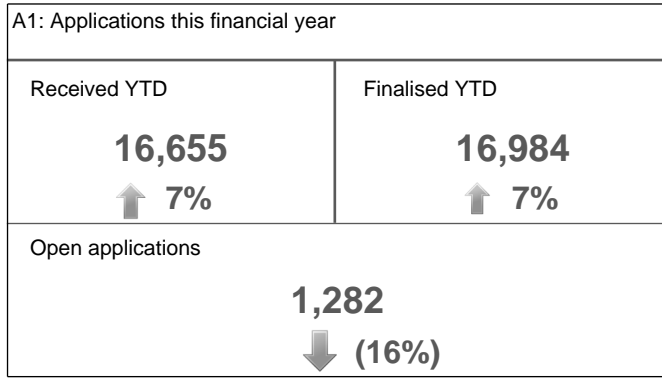 A1: Applications this financial year
Received YTD
Finalised YTD
16,655
16,984
7%
7%
Open applications
1,282
(16%)